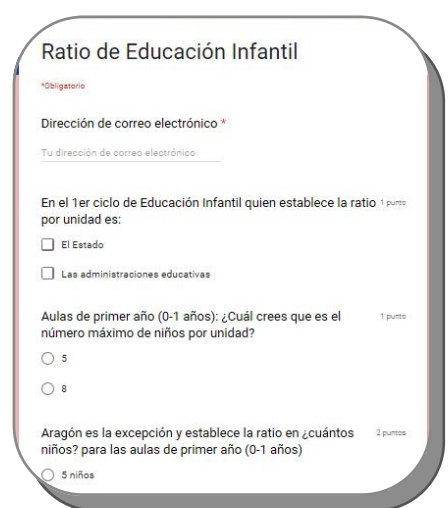 Ratio de Educación Infantil
*Obligatorio
Dirección de correo electrónico *
Tu dirección de correo electrónico
En el 1er ciclo de Educación Infantil quien establece la ratio 1 punto
por unidad es:
El Estado
Las administraciones educativas
Aulas de primer año (0-1 años): ¿Cuál crees que es el 1 punto
número máximo de niños por unidad?
5
8
Aragón es la excepción y establece la ratio en ¿cuántos 2 puntos
niños? para las aulas de primer año (0-1 años)
5 niños